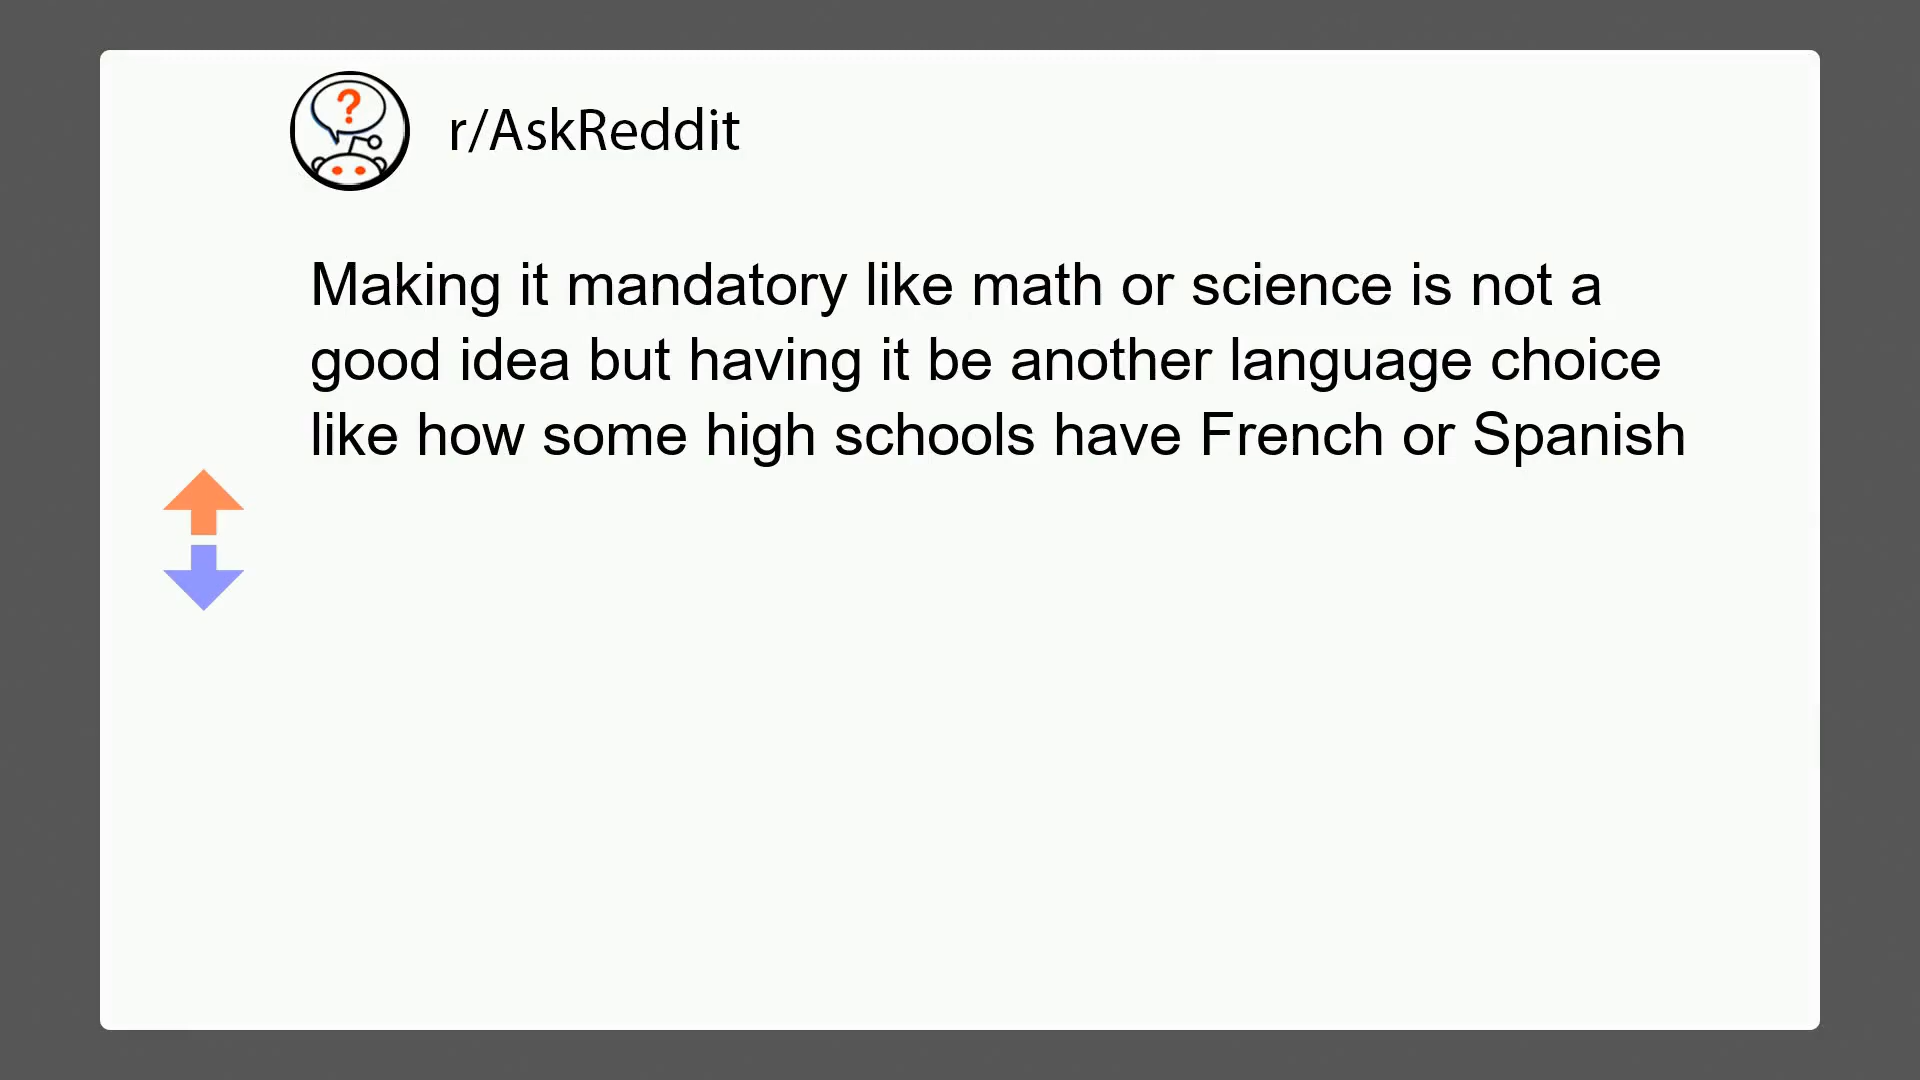 r/AskReddit
Making it mandatory like math or science is not a
good idea but having it be another language choice
like how some high schools have French or Spanish